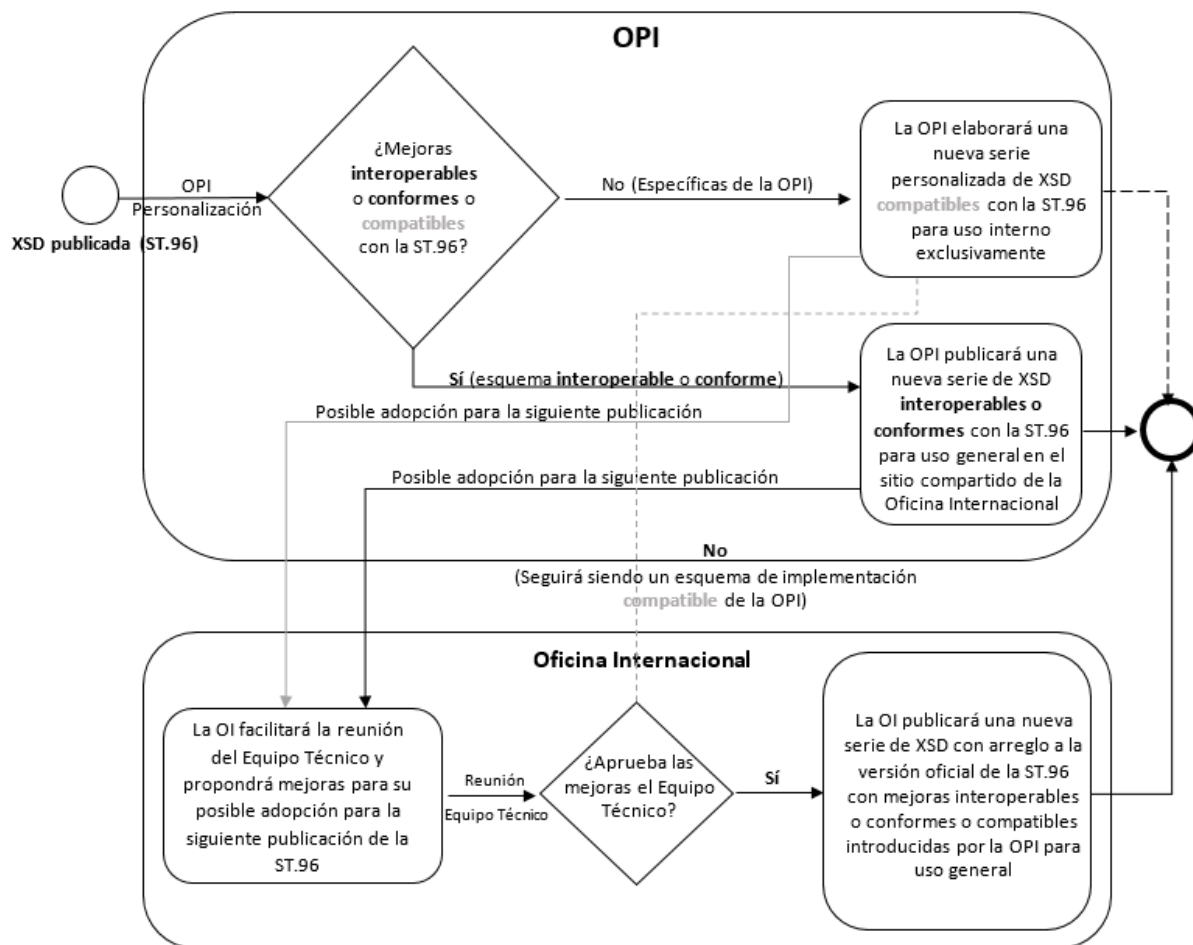 OPI
¿Mejoras
interoperables
o conformes o
compatibles
con la ST.96?
OPI
Personalización
XSD publicada (ST.96)
No (Específicas de la OPI)
La OPI elaborará una
nueva serie
personalizada de XSD
compatibles con la ST.96
para uso interno
exclusivamente
Sí (esquema interoperable o conforme)
Posible adopción para la siguiente publicación
La OPI publicará una
nueva serie de XSD
interoperables o
conformes con la ST.96
para uso general en el
sitio compartido de la
Oficina Internacional
Posible adopción para la siguiente publicación
No
(Seguirá siendo un esquema de implementación
compatible de la OPI)
Oficina Internacional
La OI facilitará la reunión
del Equipo Técnico y
propondrá mejoras para su
posible adopción para la
siguiente publicación de la
ST.96
Reunión
Equipo Técnico
¿Aprueba las
mejoras el Equipo
Técnico?
Sí
La OI publicará una nueva
serie de XSD con arreglo a la
versión oficial de la ST.96
con mejoras interoperables
o conformes o compatibles
introducidas por la OPI para
uso general